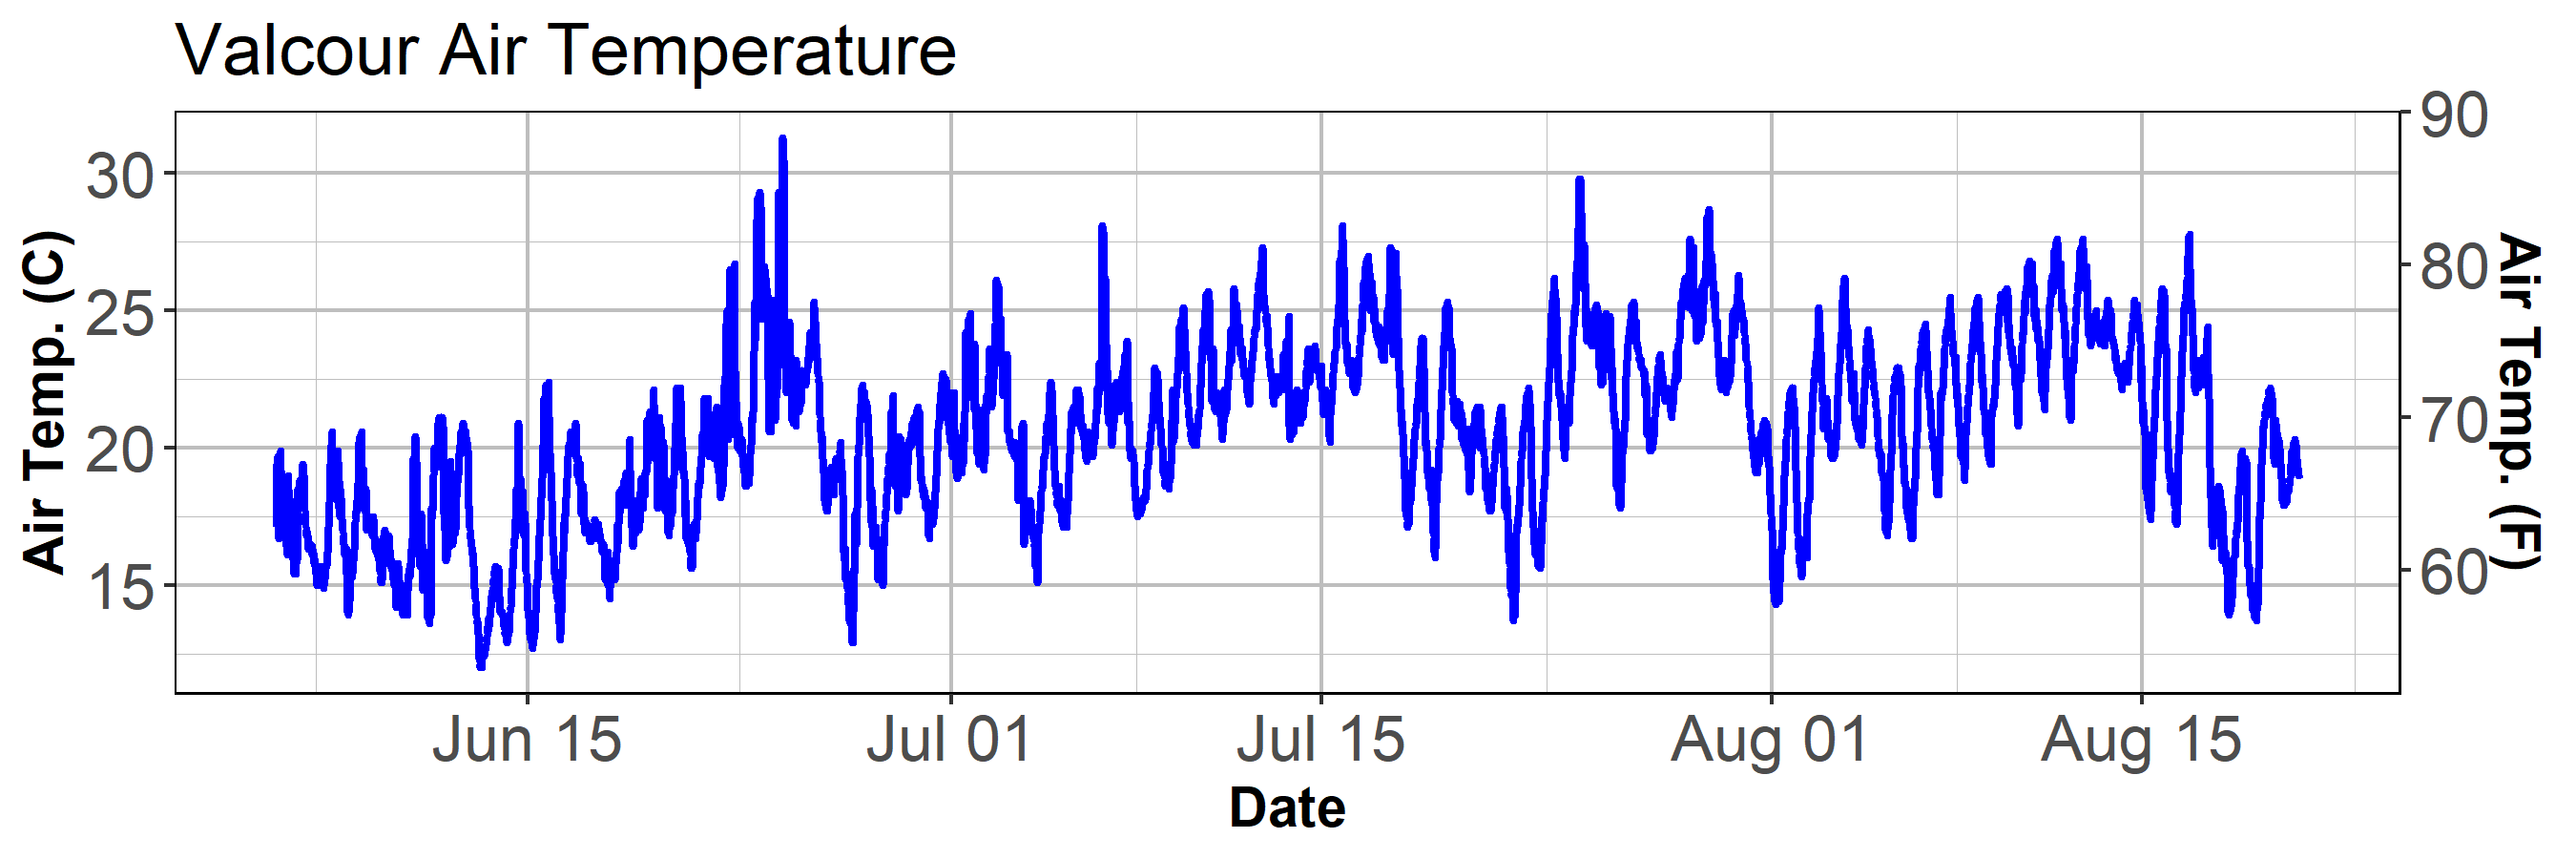 Valcour Air Temperature
Air Temp. (C)
30
25
20
15
90
80
70
60
Air Temp. (F)
Jun 15
Jul 01
Jul 15
Aug 01
Aug 15
Date